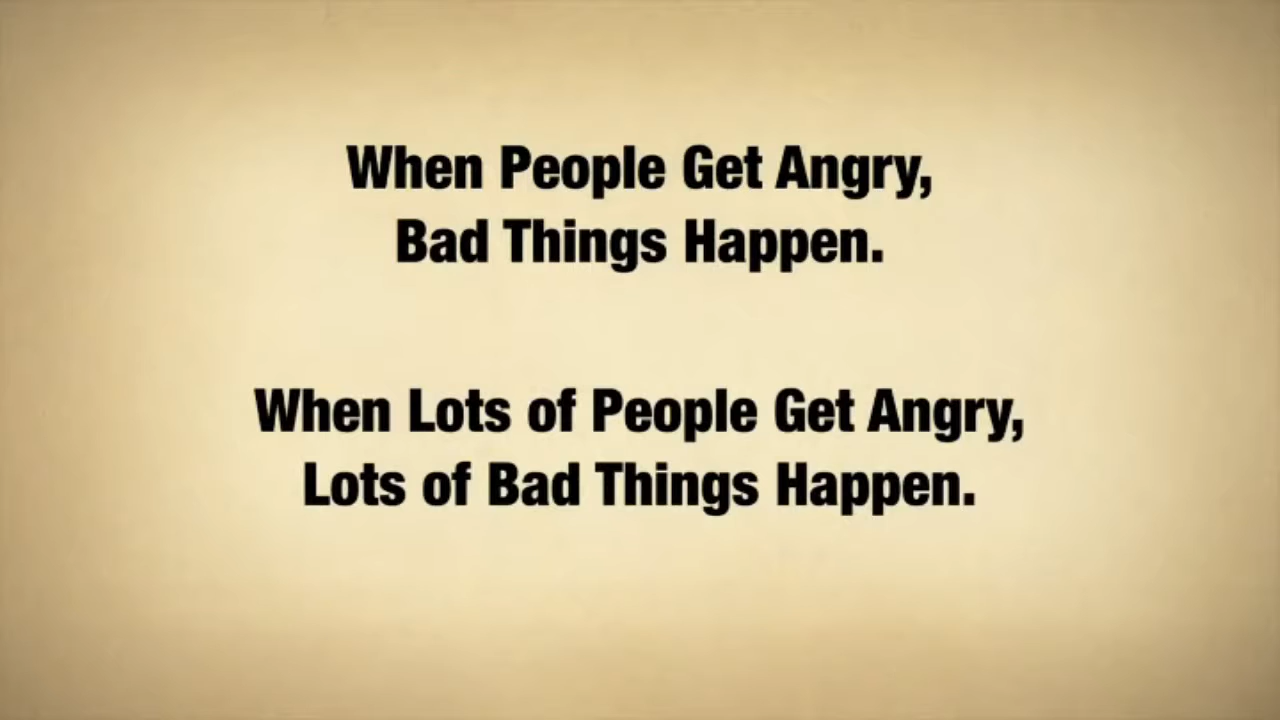 When People Get Angry,
Bad Things Happen.
When Lots of People Get Angry,
Lots of Bad Things Happen.